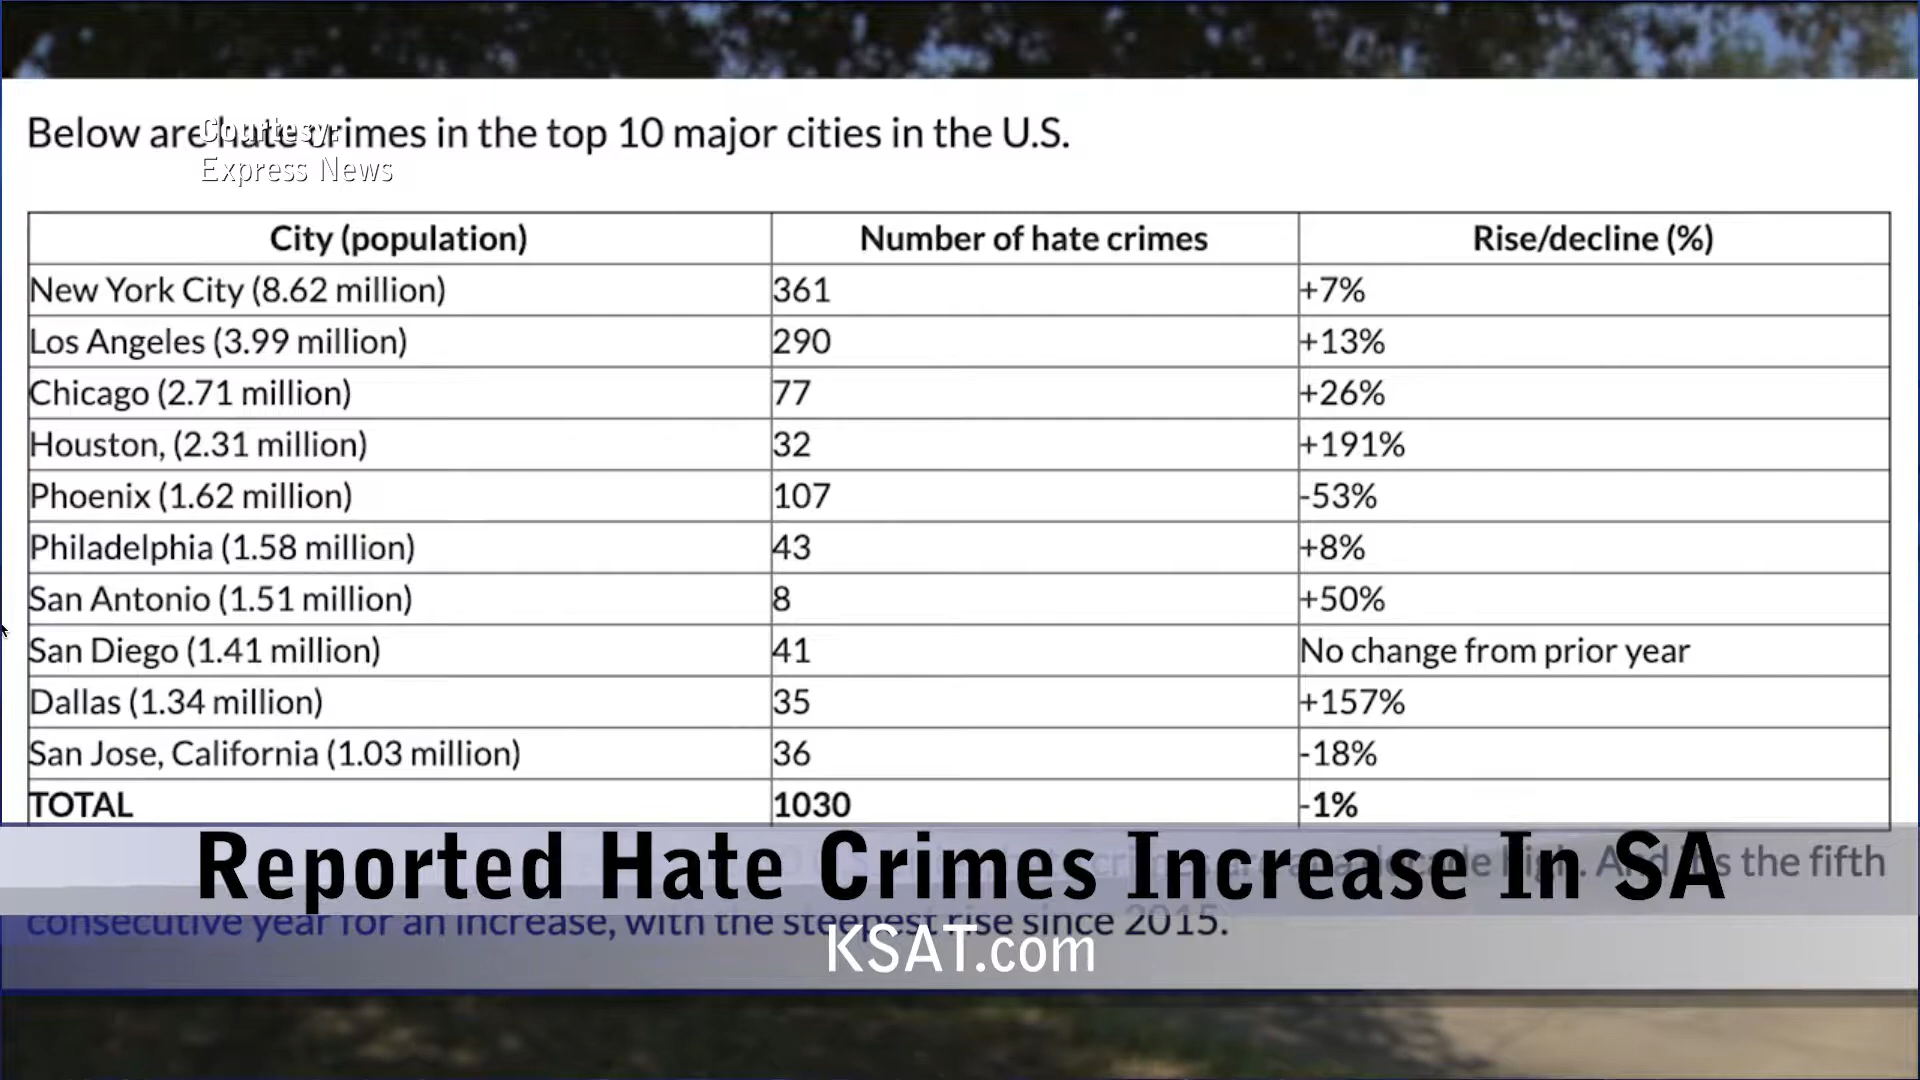 Below are hate crimes in the top 10 major cities in the U.S.
Courtesy:
Express News
City (population) Number of hate crimes Rise/decline (%)
New York City (8.62 million) 361 +7%
Los Angeles (3.99 million) 290 +13%
Chicago (2.71 million) 77 +26%
Houston, (2.31 million) 32 +191%
Phoenix (1.62 million) 107 -53%
Philadelphia (1.58 million) 43 +8%
San Antonio (1.51 million) 8 +50%
San Diego (1.41 million) 41 No change from prior year
Dallas (1.34 million) 35 +157%
San Jose, California (1.03 million) 36 -18%
TOTAL 1030 -1%
Reported Hate Crimes Increase In SA
crimes are a decade high. And is the fifth
consecutive year for an increase, with the steepest rise since 2015.
KSAT.com